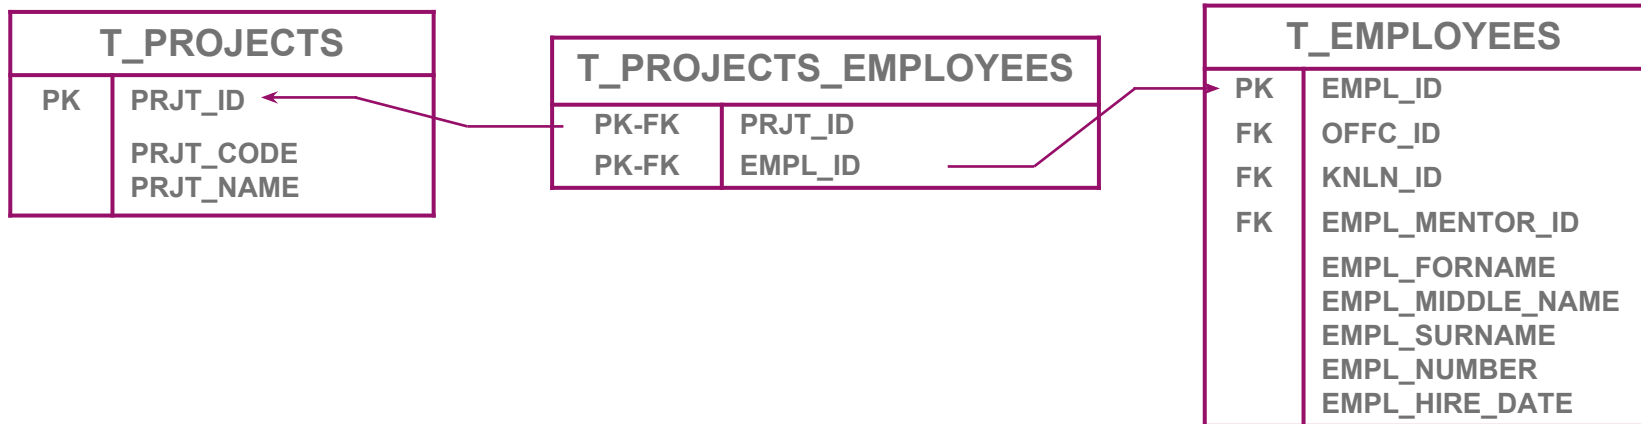 T_PROJECTS
PK PRJT_ID
PRJT_CODE
PRJT_NAME
T_PROJECTS_EMPLOYEES
PK-FK PRJT_ID
PK-FK EMPL_ID
T_EMPLOYEES
PK EMPL_ID
FK OFFC_ID
FK KNLN_ID
FK EMPL_MENTOR_ID
EMPL_FORNAME
EMPL_MIDDLE_NAME
EMPL_SURNAME
EMPL_NUMBER
EMPL_HIRE_DATE